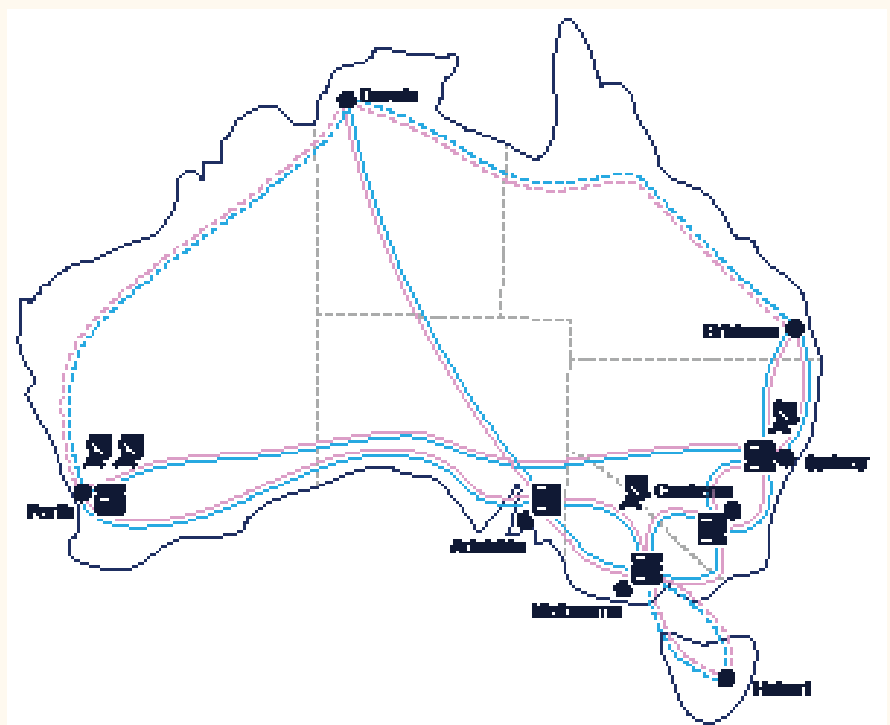 Darwin
Brisbane
Sydney
Canberra
Perth
Adelaide
Melbourne
Hobart